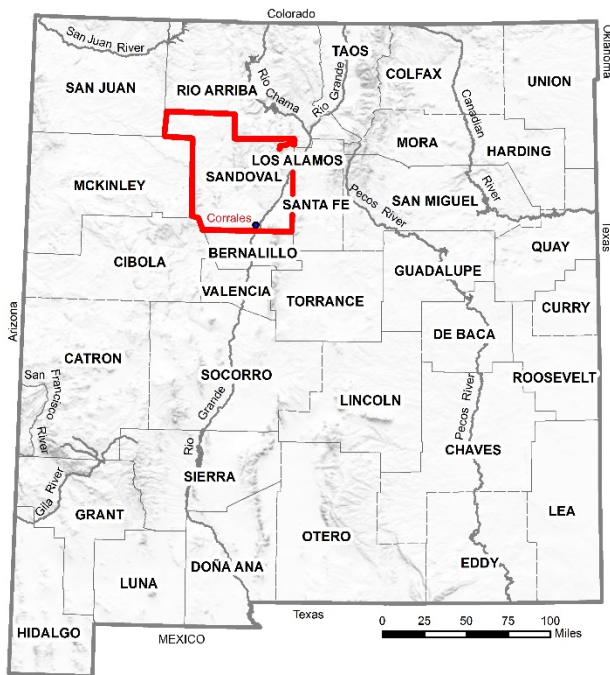 Colorado
San Juan River
TAOS
Oklahoma
SAN JUAN
RIO ARRIBA
Rio Chama
Rio Grande
COLFAX
UNION
Canadian
River
MORA
HARDING
LOS ALAMOS
SANDOVAL
MCKINLEY
SANTA FE
Pecos River
SAN MIGUEL
Corrales
Texas
QUAY
BERNALILLO
CIBOLA
GUADALUPE
VALENCIA
TORRANCE
CURRY
Arizona
DE BACA
CATRON
SOCORRO
ROOSEVELT
San
Francisco
River
Rio
Grande
LINCOLN
Pecos River
CHAVES
SIERRA
Gila River
GRANT
LEA
OTERO
DOÑA ANA
EDDY
LUNA
Texas
HIDALGO
MEXICO
0 25 50 75 100
Miles